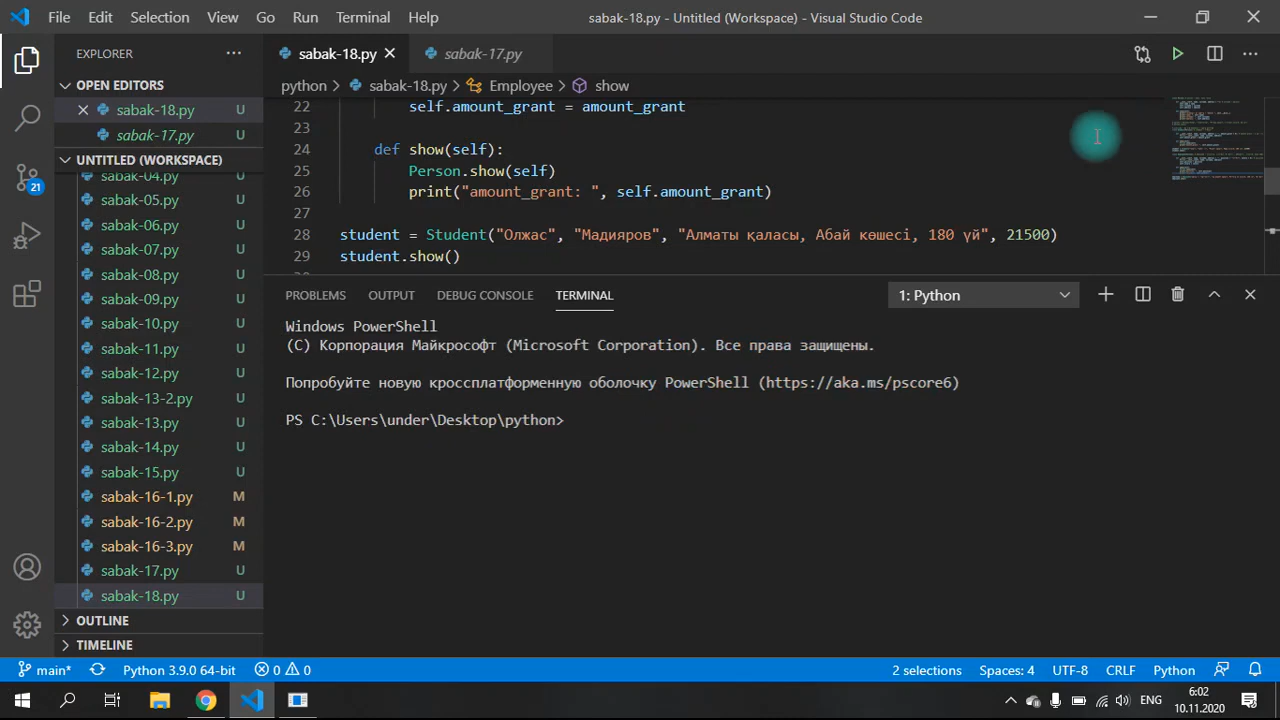 File Edit Selection View Go Run Terminal Help sabak-18.py - Untitled (Workspace) - Visual Studio Code
EXPLORER ···
sabak-18.py sabak-17.py
OPEN EDITORS
sabak-18.py U
sabak-17.py U
UNTITLED (WORKSPACE)
sabak-04.py U
sabak-05.py U
sabak-06.py U
sabak-07.py U
sabak-08.py U
sabak-09.py U
sabak-10.py U
sabak-11.py U
sabak-12.py U
sabak-13-2.py U
sabak-13.py U
sabak-14.py U
sabak-15.py U
sabak-16-1.py M
sabak-16-2.py M
sabak-16-3.py M
sabak-17.py U
sabak-18.py U
OUTLINE
TIMELINE
21
python > sabak-18.py > Employee > show
22 self.amount_grant = amount_grant
23
24 def show(self):
25 Person.show(self)
26 print("amount_grant: ", self.amount_grant)
27
28 student = Student("Олжас", "Мадияров", "Алматы қаласы, Абай көшесі, 180 үй", 21500)
29 student.show()
PROBLEMS OUTPUT DEBUG CONSOLE TERMINAL 1: Python
Windows PowerShell
(C) Корпорация Майкрософт (Microsoft Corporation). Все права защищены.
Попробуйте новую кроссплатформенную оболочку PowerShell (https://aka.ms/pscore6)
PS C:\Users\under\Desktop\python>
main* Python 3.9.0 64-bit 0 0 2 selections Spaces: 4 UTF-8 CRLF Python
ENG 6:02
10.11.2020